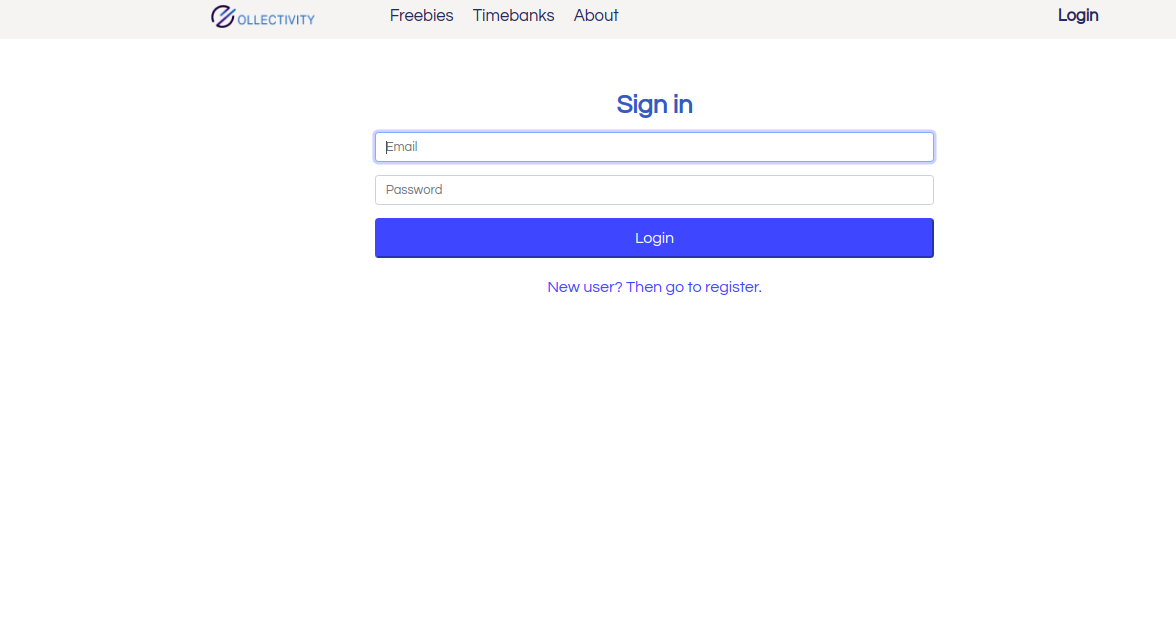 OLLECTIVITY Freebies Timebanks About Login
Sign in
Email
Password
Login
New user? Then go to register.